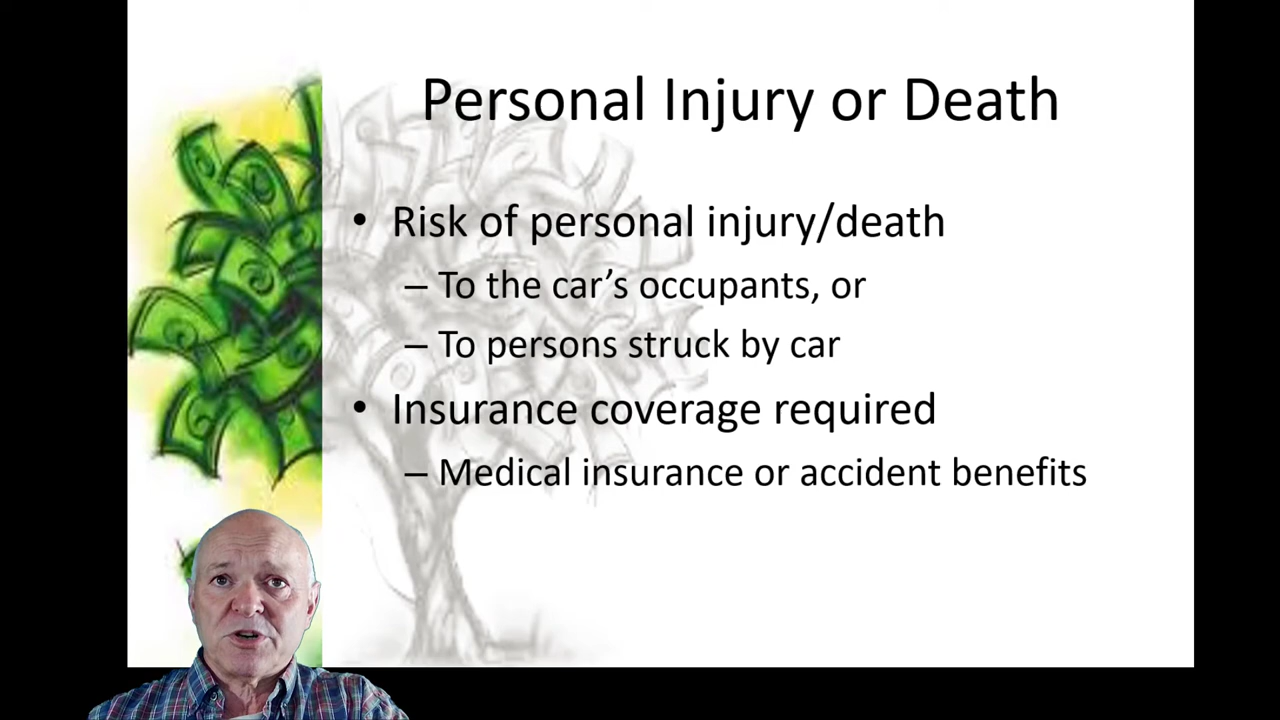 Personal Injury or Death
• Risk of personal injury/death
– To the car’s occupants, or
– To persons struck by car
• Insurance coverage required
– Medical insurance or accident benefits